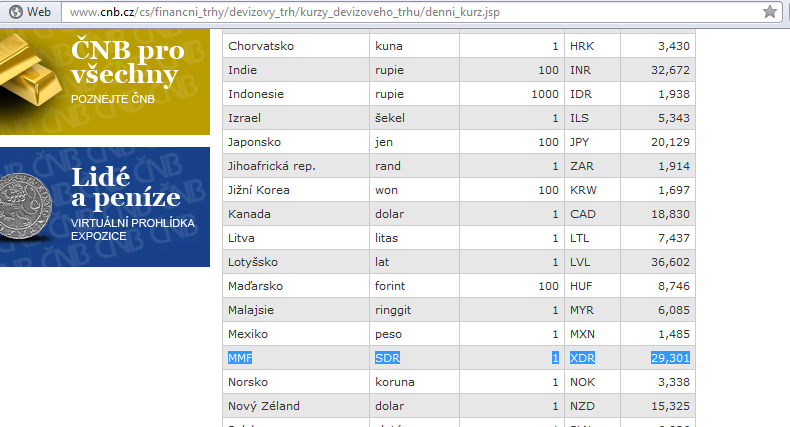 Web www.cnb.cz/cs/financni_trhy/devizovy_trh/kurzy_devizoveho_trhu/denni_kurz.jsp
ČNB pro
všechny
POZNEJTE ČNB
Lidé
a peníze
VIRTUÁLNÍ PROHLÍDKA
EXPOZICE
Chorvatsko kuna 1 HRK 3,430
Indie rupie 100 INR 32,672
Indonesie rupie 1000 IDR 1,938
Izrael šekel 1 ILS 5,343
Japonsko jen 100 JPY 20,129
Jihoafrická rep. rand 1 ZAR 1,914
Jižní Korea won 100 KRW 1,697
Kanada dolar 1 CAD 18,830
Litva litas 1 LTL 7,437
Lotyšsko lat 1 LVL 36,602
Maďarsko forint 100 HUF 8,746
Malajsie ringgit 1 MYR 6,085
Mexiko peso 1 MXN 1,485
MMF SDR 1 XDR 29,301
Norsko koruna 1 NOK 3,338
Nový Zéland dolar 1 NZD 15,325